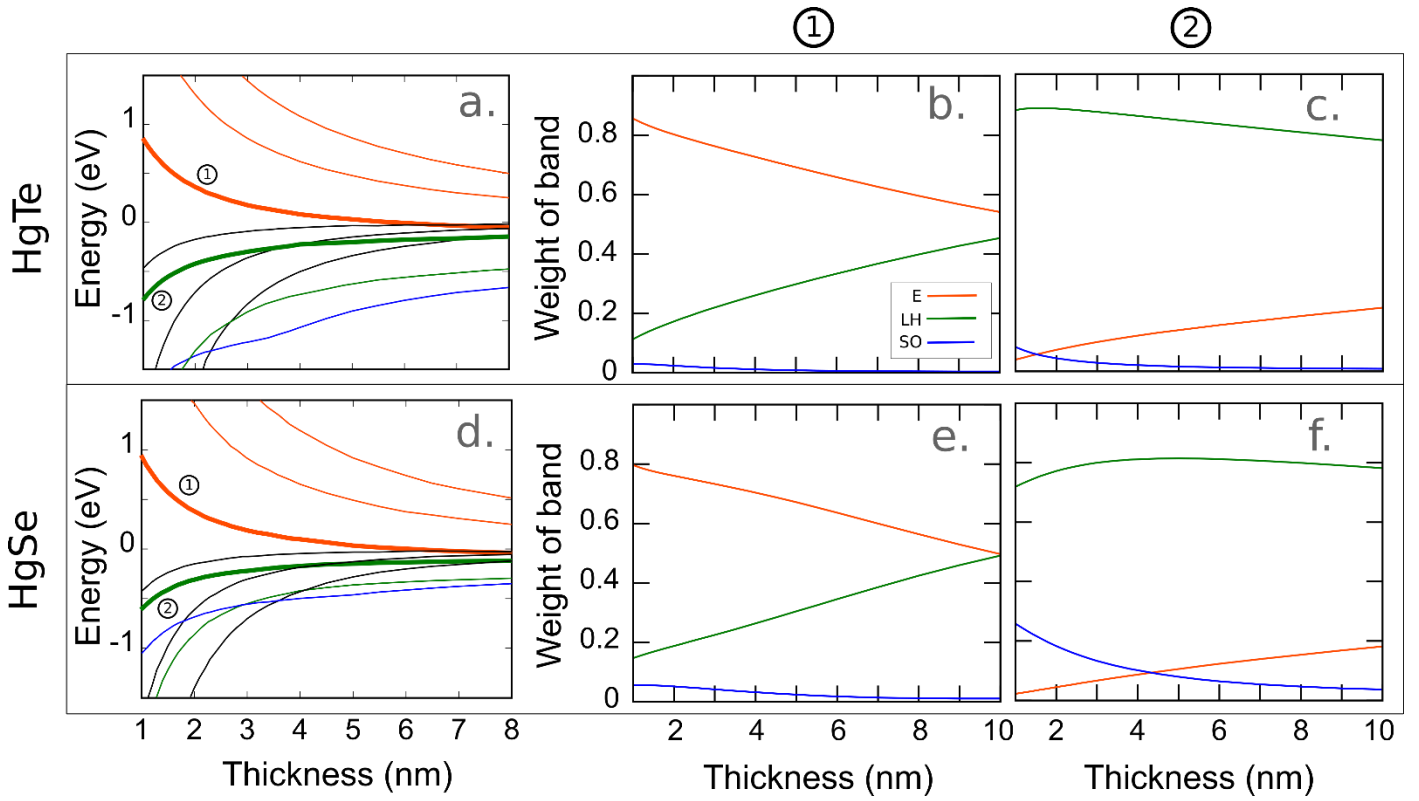 ① ②
HgTe
Energy (eV)
1
0
-1
a.
①
②
Weight of band
0.8
0.6
0.4
0.2
0
b.
E
LH
SO
c.
HgSe
Energy (eV)
1
0
-1
d.
①
②
1 2 3 4 5 6 7 8
Thickness (nm)
Weight of band
0.8
0.6
0.4
0.2
0
e.
2 4 6 8 10
Thickness (nm)
f.
2 4 6 8 10
Thickness (nm)